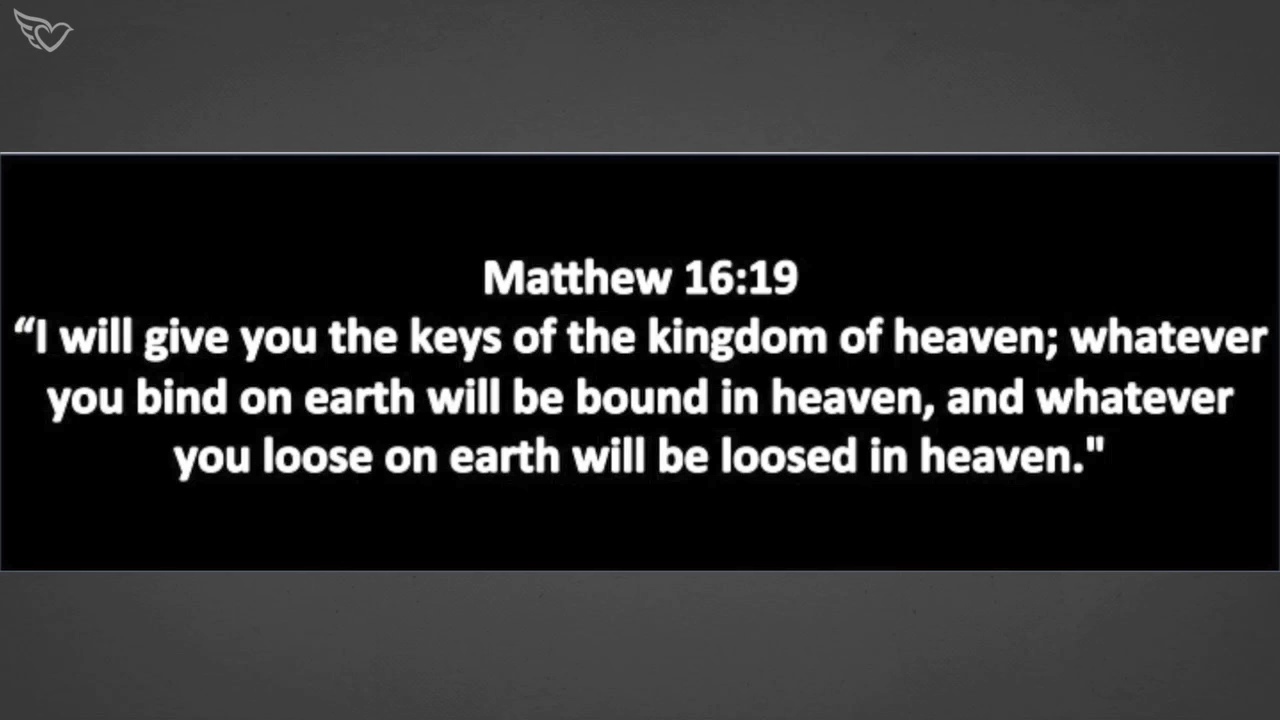 Matthew 16:19
“I will give you the keys of the kingdom of heaven; whatever
you bind on earth will be bound in heaven, and whatever
you loose on earth will be loosed in heaven."